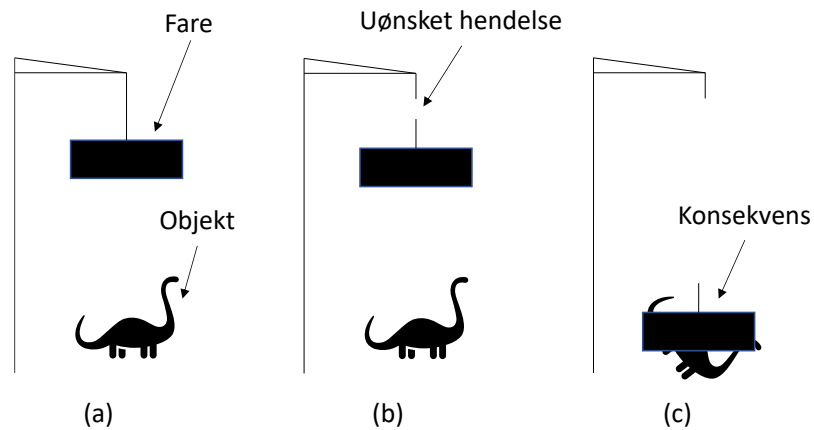 Fare
Uønsket hendelse
Objekt
Konsekvens
(a)
(b)
(c)